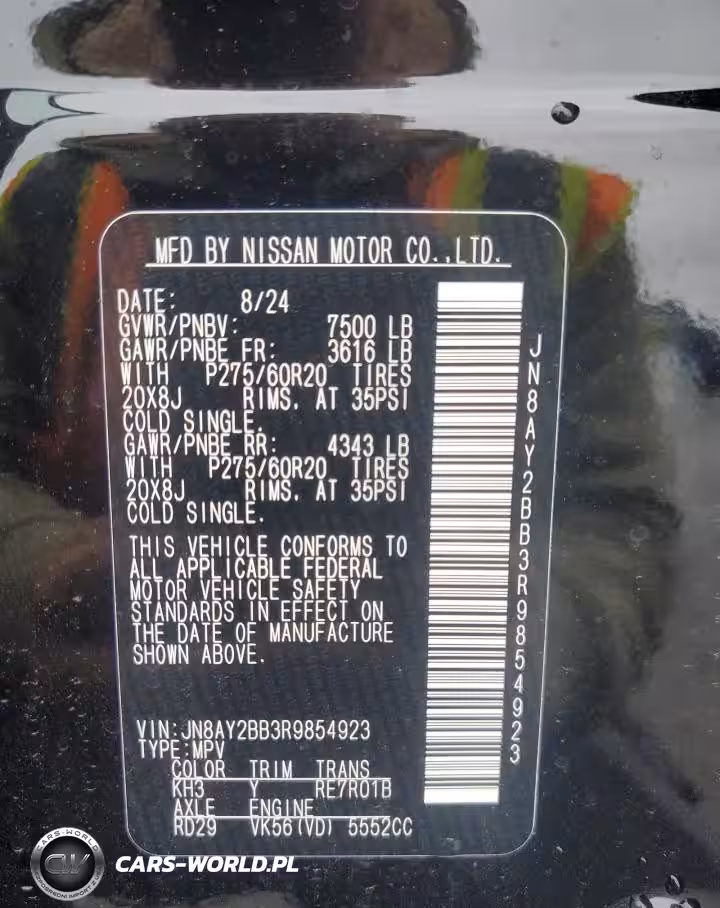 MFD BY NISSAN MOTOR CO.,LTD.
DATE: 8/24
GVWR/PNBV: 7500 LB
GAWR/PNBE FR: 3616 LB
WITH P275/60R20 TIRES
20X8J RIMS. AT 35PSI
COLD SINGLE.
GAWR/PNBE RR: 4343 LB
WITH P275/60R20 TIRES
20X8J RIMS. AT 35PSI
COLD SINGLE.
THIS VEHICLE CONFORMS TO
ALL APPLICABLE FEDERAL
MOTOR VEHICLE SAFETY
STANDARDS IN EFFECT ON
THE DATE OF MANUFACTURE
SHOWN ABOVE.
VIN:JN8AY2BB3R9854923
TYPE:MPV
COLOR TRIM TRANS
KH3 Y RE7R01B
AXLE ENGINE
RD29 VK56(VD) 5552CC
JN8AY2BB3R9854923
CARS-WORLD
CW
CARS-WORLD.PL